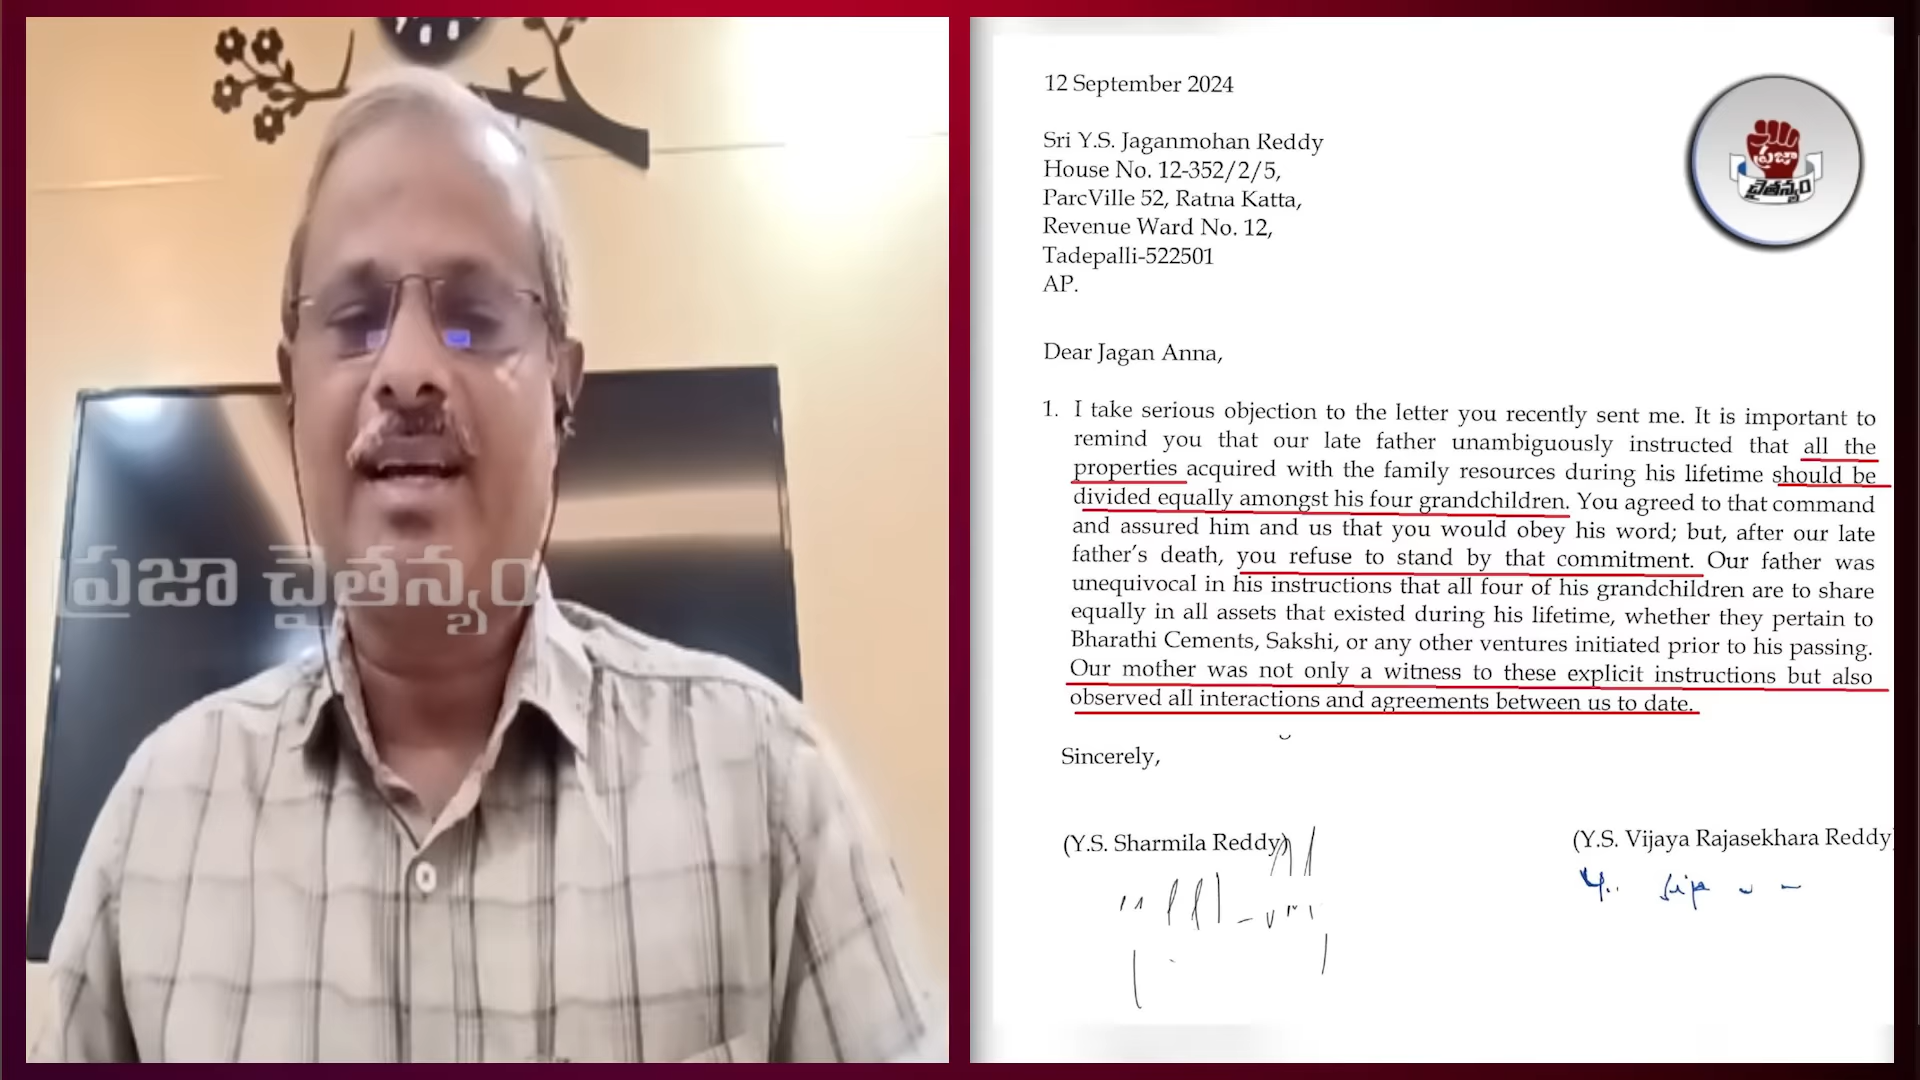 ప్రజా చైతన్యం
12 September 2024
ప్రజా
చైతన్యం
Sri Y.S. Jaganmohan Reddy
House No. 12-352/2/5,
ParcVille 52, Ratna Katta,
Revenue Ward No. 12,
Tadepalli-522501
AP.
Dear Jagan Anna,
1. I take serious objection to the letter you recently sent me. It is important to
remind you that our late father unambiguously instructed that all the
properties acquired with the family resources during his lifetime should be
divided equally amongst his four grandchildren. You agreed to that command
and assured him and us that you would obey his word; but, after our late
father's death, you refuse to stand by that commitment. Our father was
unequivocal in his instructions that all four of his grandchildren are to share
equally in all assets that existed during his lifetime, whether they pertain to
Bharathi Cements, Sakshi, or any other ventures initiated prior to his passing.
Our mother was not only a witness to these explicit instructions but also
observed all interactions and agreements between us to date.
Sincerely,
(Y.S. Sharmila Reddy)
(Y.S. Vijaya Rajasekhara Reddy)